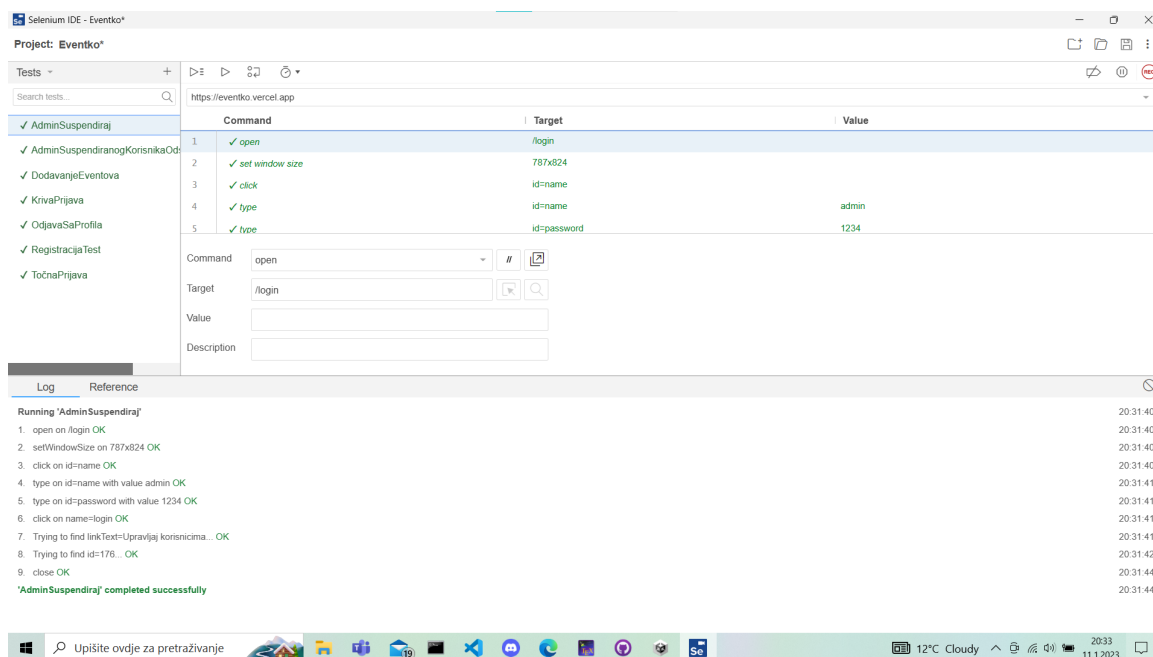 Selenium IDE - Eventko*
Project: Eventko*
Tests
Search tests...
https://eventko.vercel.app
Command Target Value
✓ AdminSuspendiraj
✓ AdminSuspendiranogKorisnikaOds
✓ DodavanjeEventova
✓ KrivaPrijava
✓ OdjavaSaProfila
✓ RegistracijaTest
✓ TočnaPrijava
1 ✓ open /login
2 ✓ set window size 787x824
3 ✓ click id=name
4 ✓ type id=name admin
5 ✓ type id=password 1234
Command open //
Target /login
Value
Description
Log Reference
Running 'AdminSuspendiraj' 20:31:40
1. open on /login OK 20:31:40
2. setWindowSize on 787x824 OK 20:31:40
3. click on id=name OK 20:31:40
4. type on id=name with value admin OK 20:31:41
5. type on id=password with value 1234 OK 20:31:41
6. click on name=login OK 20:31:41
7. Trying to find linkText=Upravljaj korisnicima... OK 20:31:41
8. Trying to find id=176... OK 20:31:42
9. close OK 20:31:44
'AdminSuspendiraj' completed successfully 20:31:44
Upišite ovdje za pretraživanje
19
Se
12°C Cloudy
20:33
11.1.2023
REC